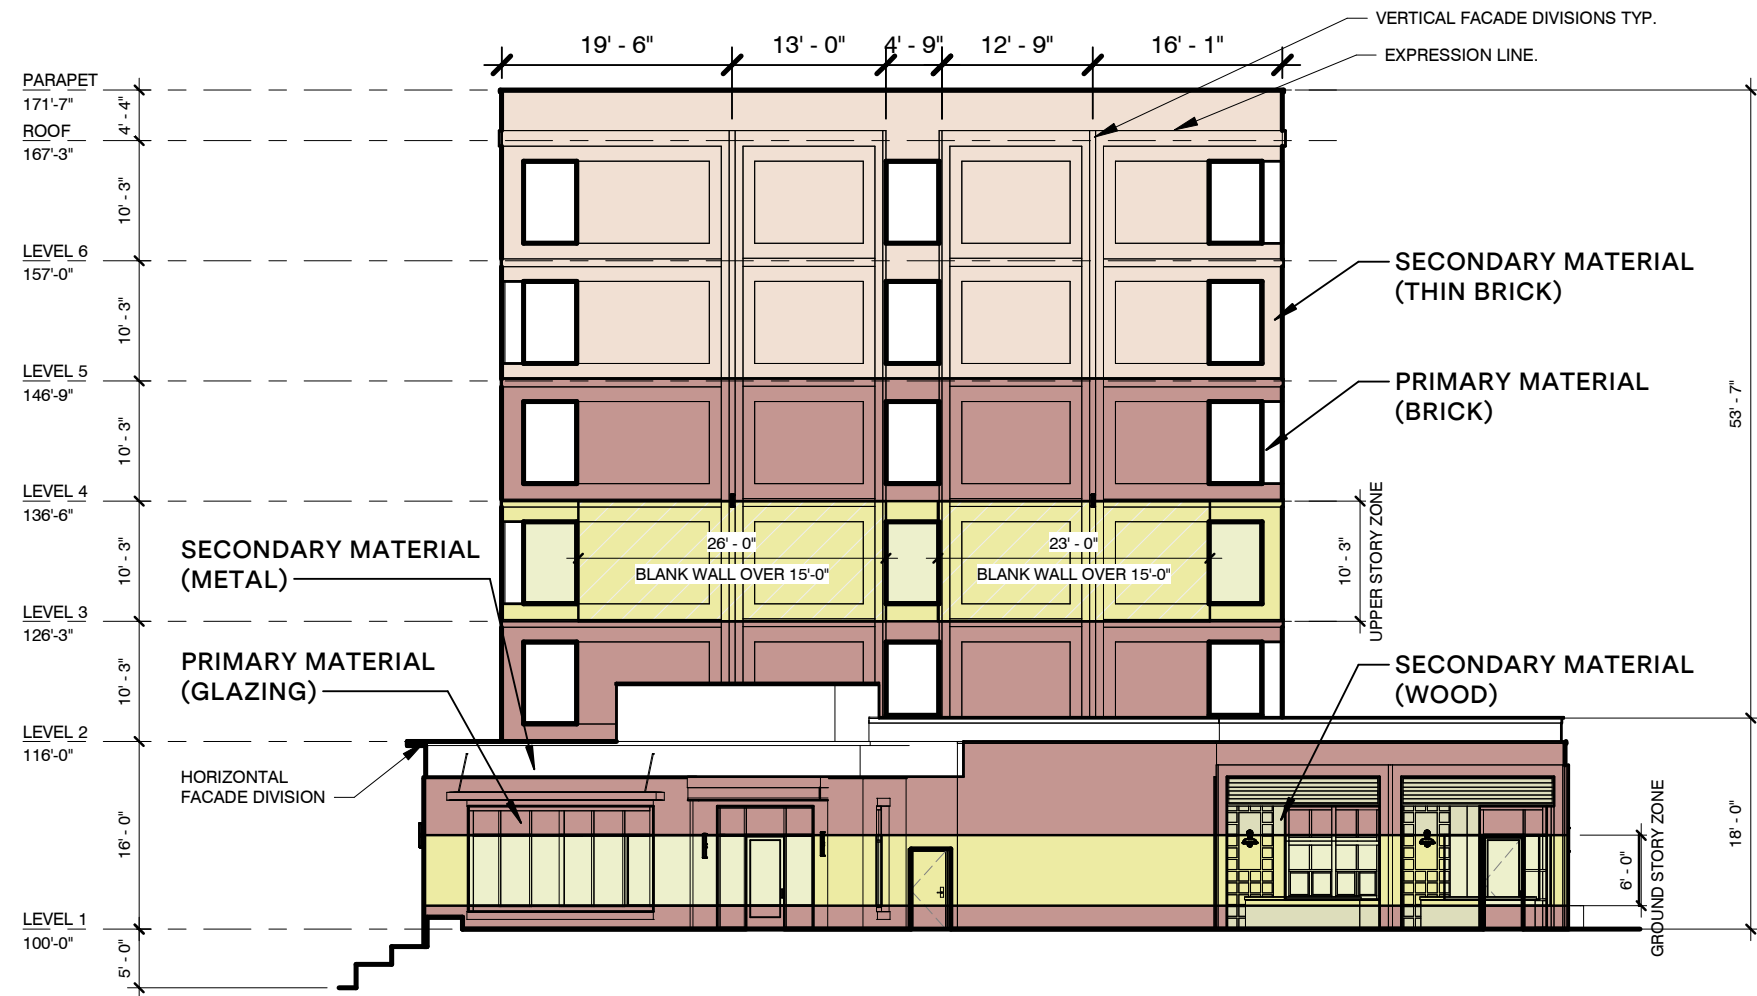 VERTICAL FACADE DIVISIONS TYP.
EXPRESSION LINE.
19' - 6"
13' - 0"
4' - 9"
12' - 9"
16' - 1"
PARAPET
171'-7"
4' - 4"
ROOF
167'-3"
10' - 3"
LEVEL 6
157'-0"
10' - 3"
LEVEL 5
146'-9"
10' - 3"
LEVEL 4
136'-6"
10' - 3"
LEVEL 3
126'-3"
10' - 3"
LEVEL 2
116'-0"
16' - 0"
LEVEL 1
100'-0"
5' - 0"
SECONDARY MATERIAL
(METAL)
PRIMARY MATERIAL
(GLAZING)
HORIZONTAL
FACADE DIVISION
26' - 0"
BLANK WALL OVER 15'-0"
23' - 0"
BLANK WALL OVER 15'-0"
SECONDARY MATERIAL
(THIN BRICK)
PRIMARY MATERIAL
(BRICK)
10' - 3"
UPPER STORY ZONE
SECONDARY MATERIAL
(WOOD)
6' - 0"
GROUND STORY ZONE
53' - 7"
18' - 0"